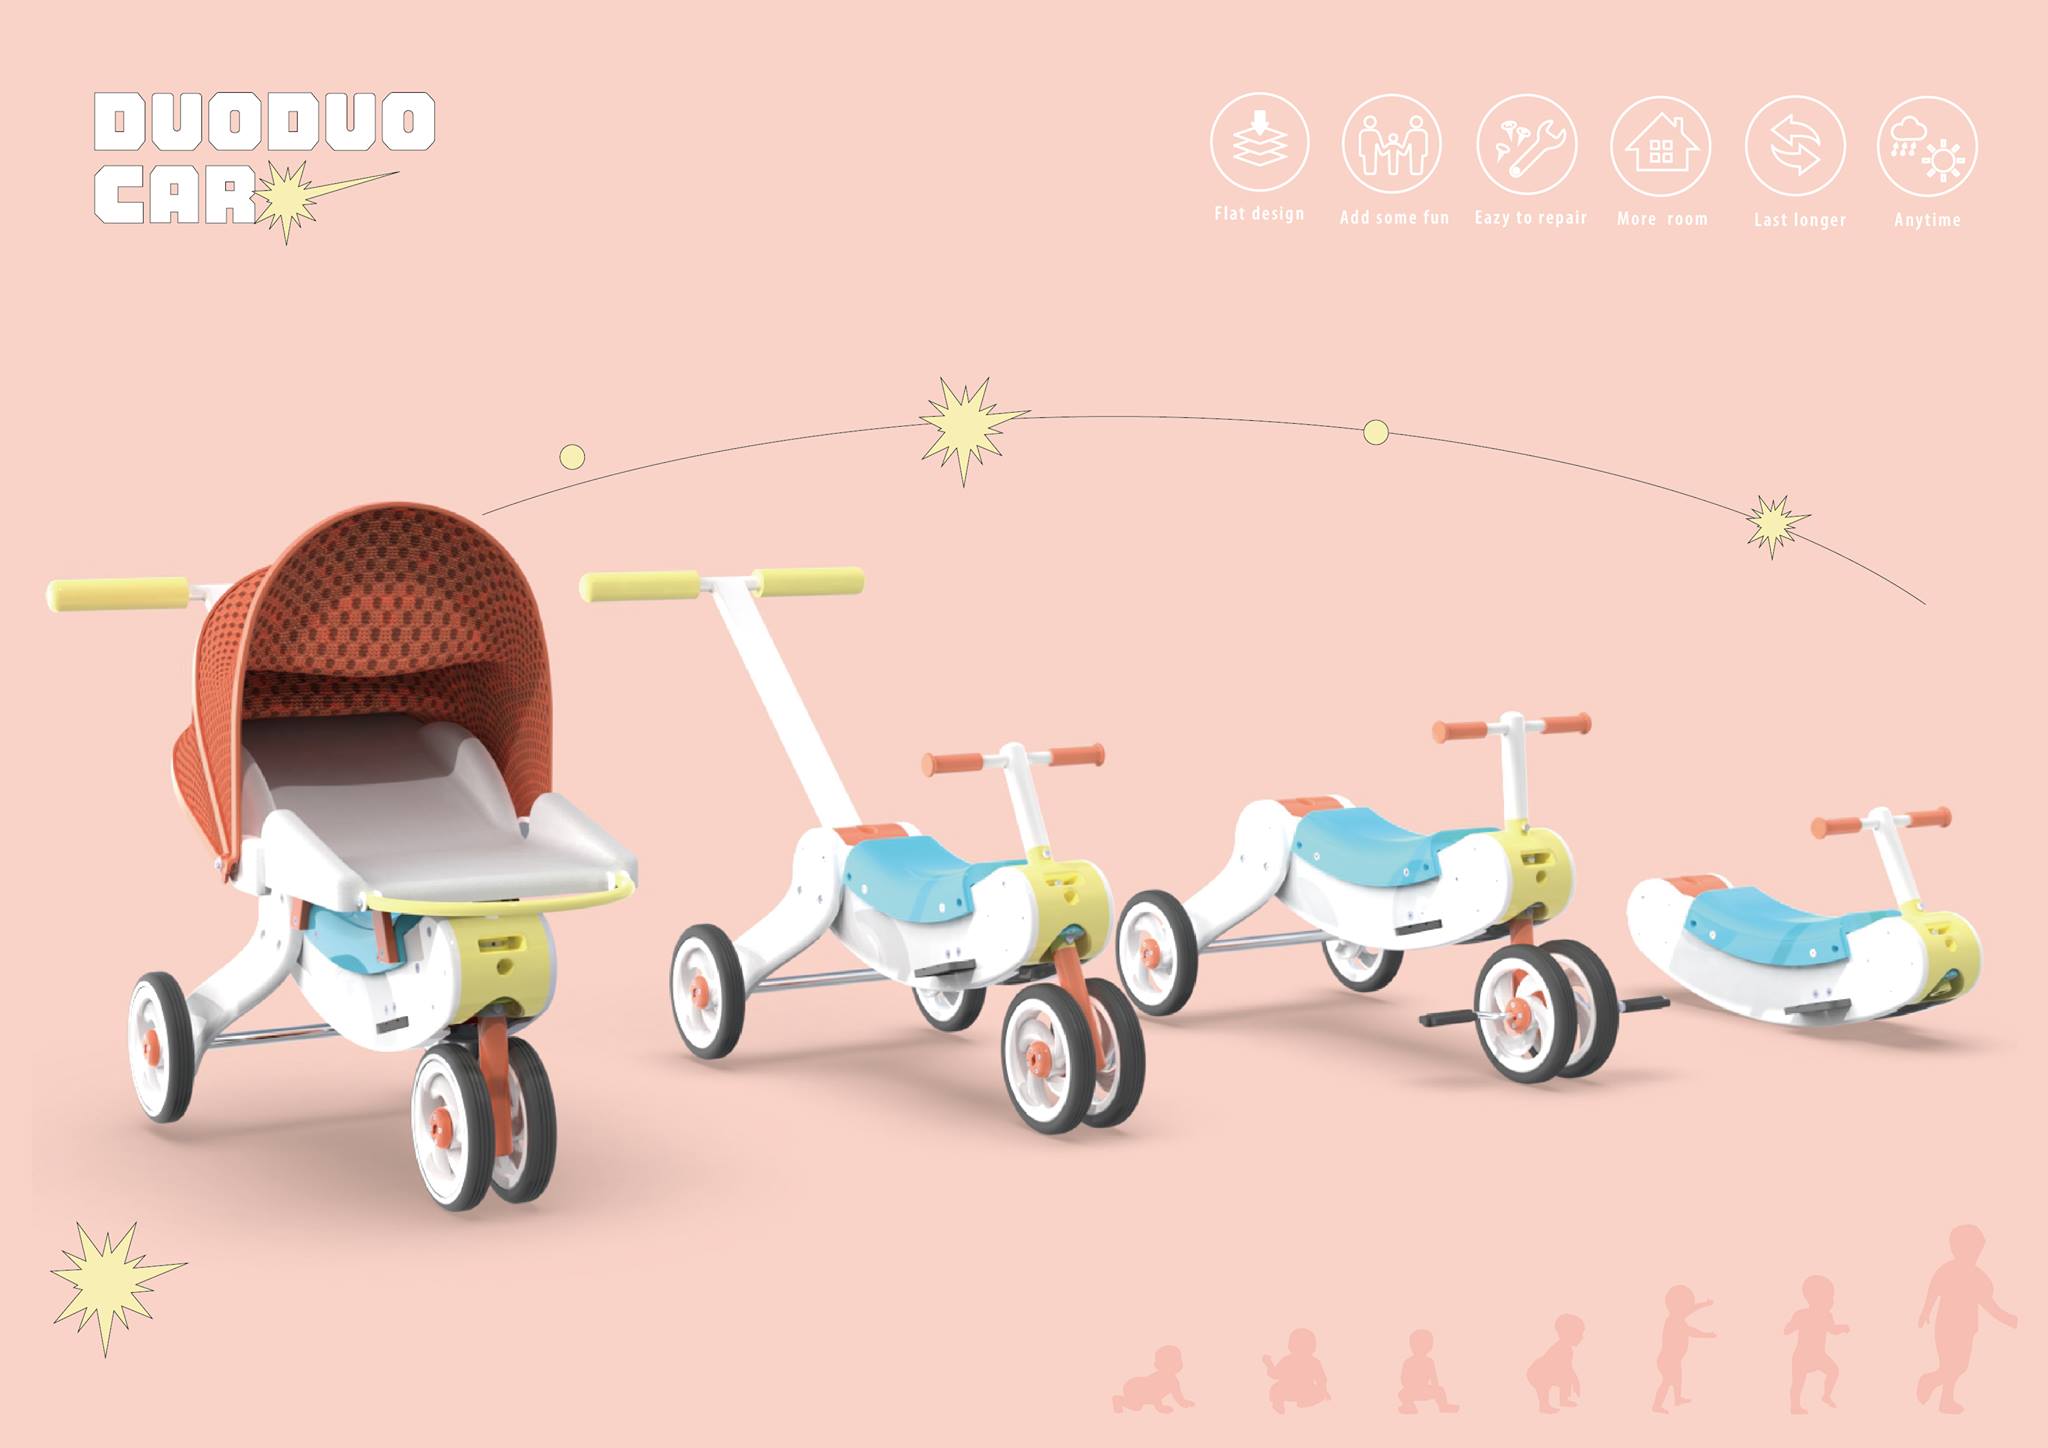 DUODUO
CAR
Flat design
Add some fun
Eazy to repair
More room
Last longer
Anytime